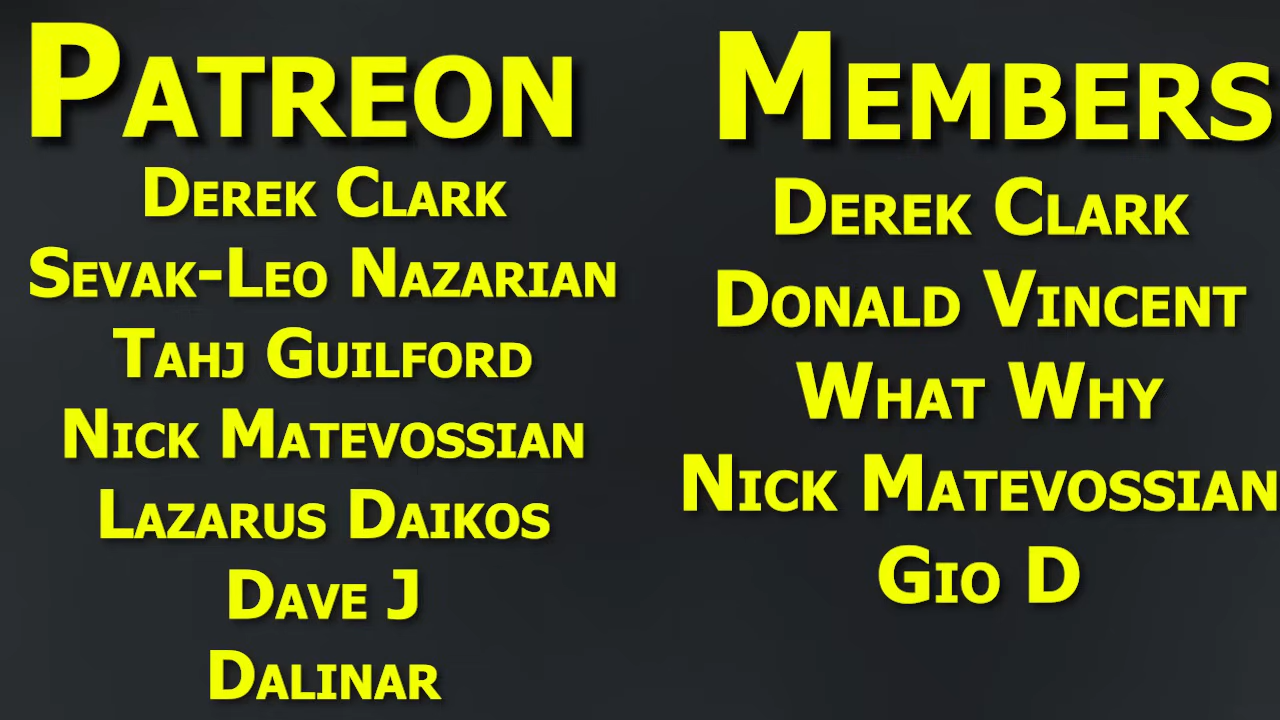 Patreon
Derek Clark
Sevak-Leo Nazarian
Tahj Guilford
Nick Matevossian
Lazarus Daikos
Dave J
Dalinar
Members
Derek Clark
Donald Vincent
What Why
Nick Matevossian
Gio D